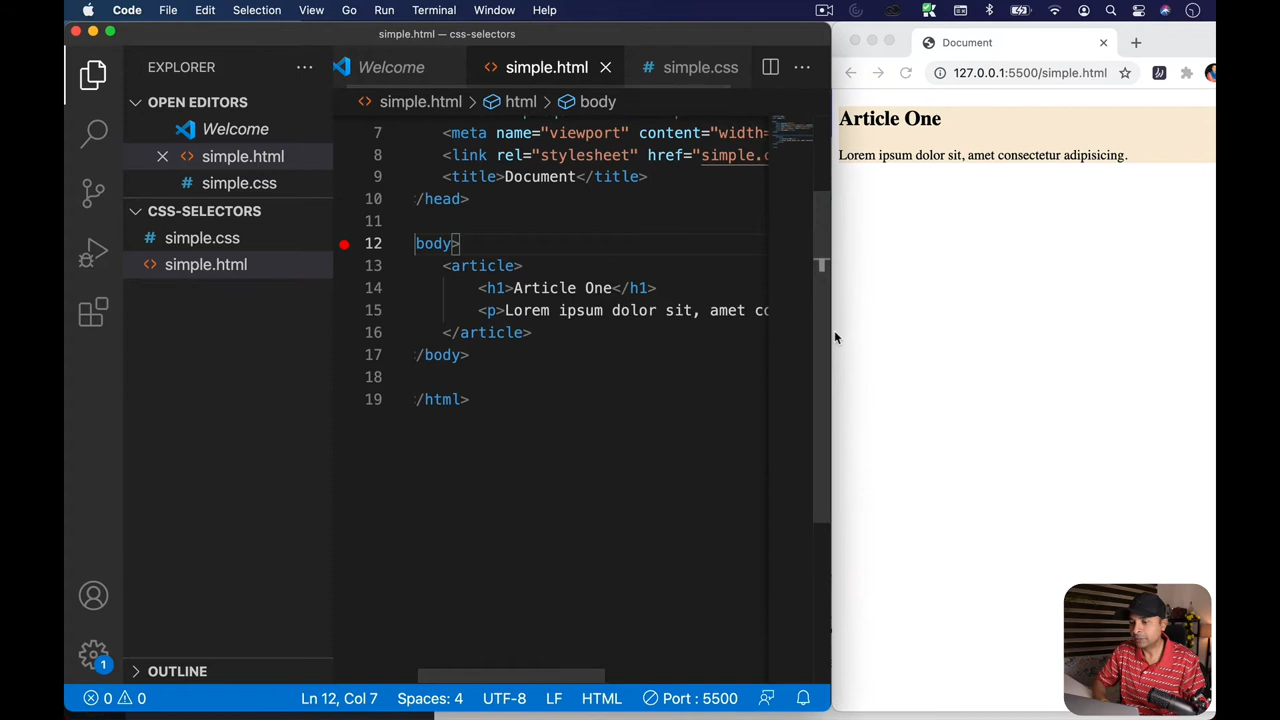 Code File Edit Selection View Go Run Terminal Window Help
simple.html — css-selectors
EXPLORER
OPEN EDITORS
Welcome
simple.html
simple.css
CSS-SELECTORS
simple.css
simple.html
OUTLINE
Welcome simple.html simple.css
simple.html > html > body
7 <meta name="viewport" content="width=
8 <link rel="stylesheet" href="simple.c
9 <title>Document</title>
10 /head>
11
12 body>
13 <article>
14 <h1>Article One</h1>
15 <p>Lorem ipsum dolor sit, amet co
16 </article>
17 /body>
18
19 /html>
0 0 Ln 12, Col 7 Spaces: 4 UTF-8 LF HTML Port : 5500
1
Document
127.0.0.1:5500/simple.html
Article One
Lorem ipsum dolor sit, amet consectetur adipisicing.